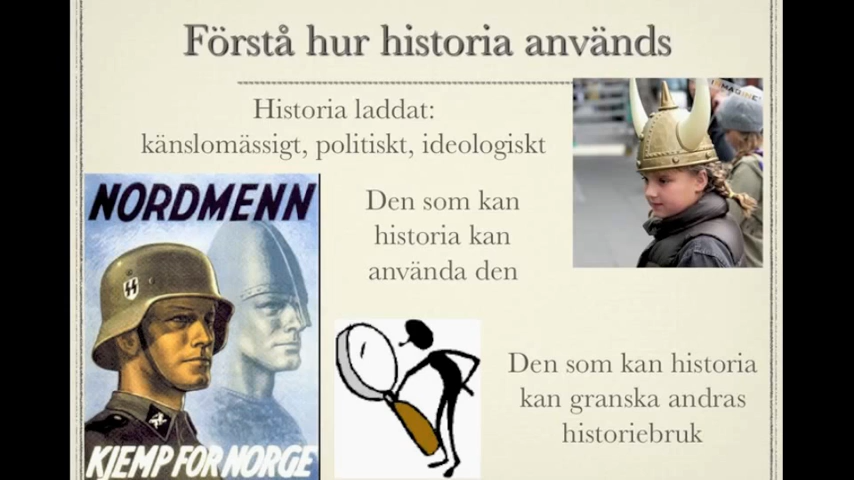 Förstå hur historia används
Historia laddat:
känslomässigt, politiskt, ideologiskt
NORDMENN
KJEMP FOR NORGE
Den som kan
historia kan
använda den
Den som kan historia
kan granska andras
historiebruk